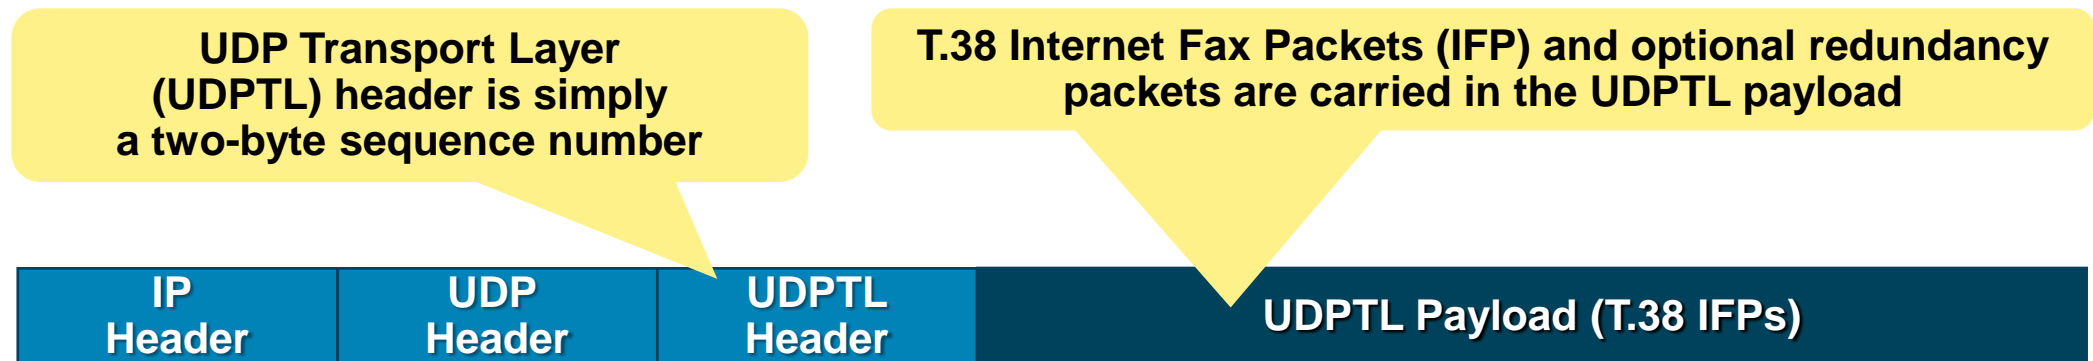 UDP Transport Layer
(UDPTL) header is simply
a two-byte sequence number
T.38 Internet Fax Packets (IFP) and optional redundancy
packets are carried in the UDPTL payload
IP
Header
UDP
Header
UDPTL
Header
UDPTL Payload (T.38 IFPs)